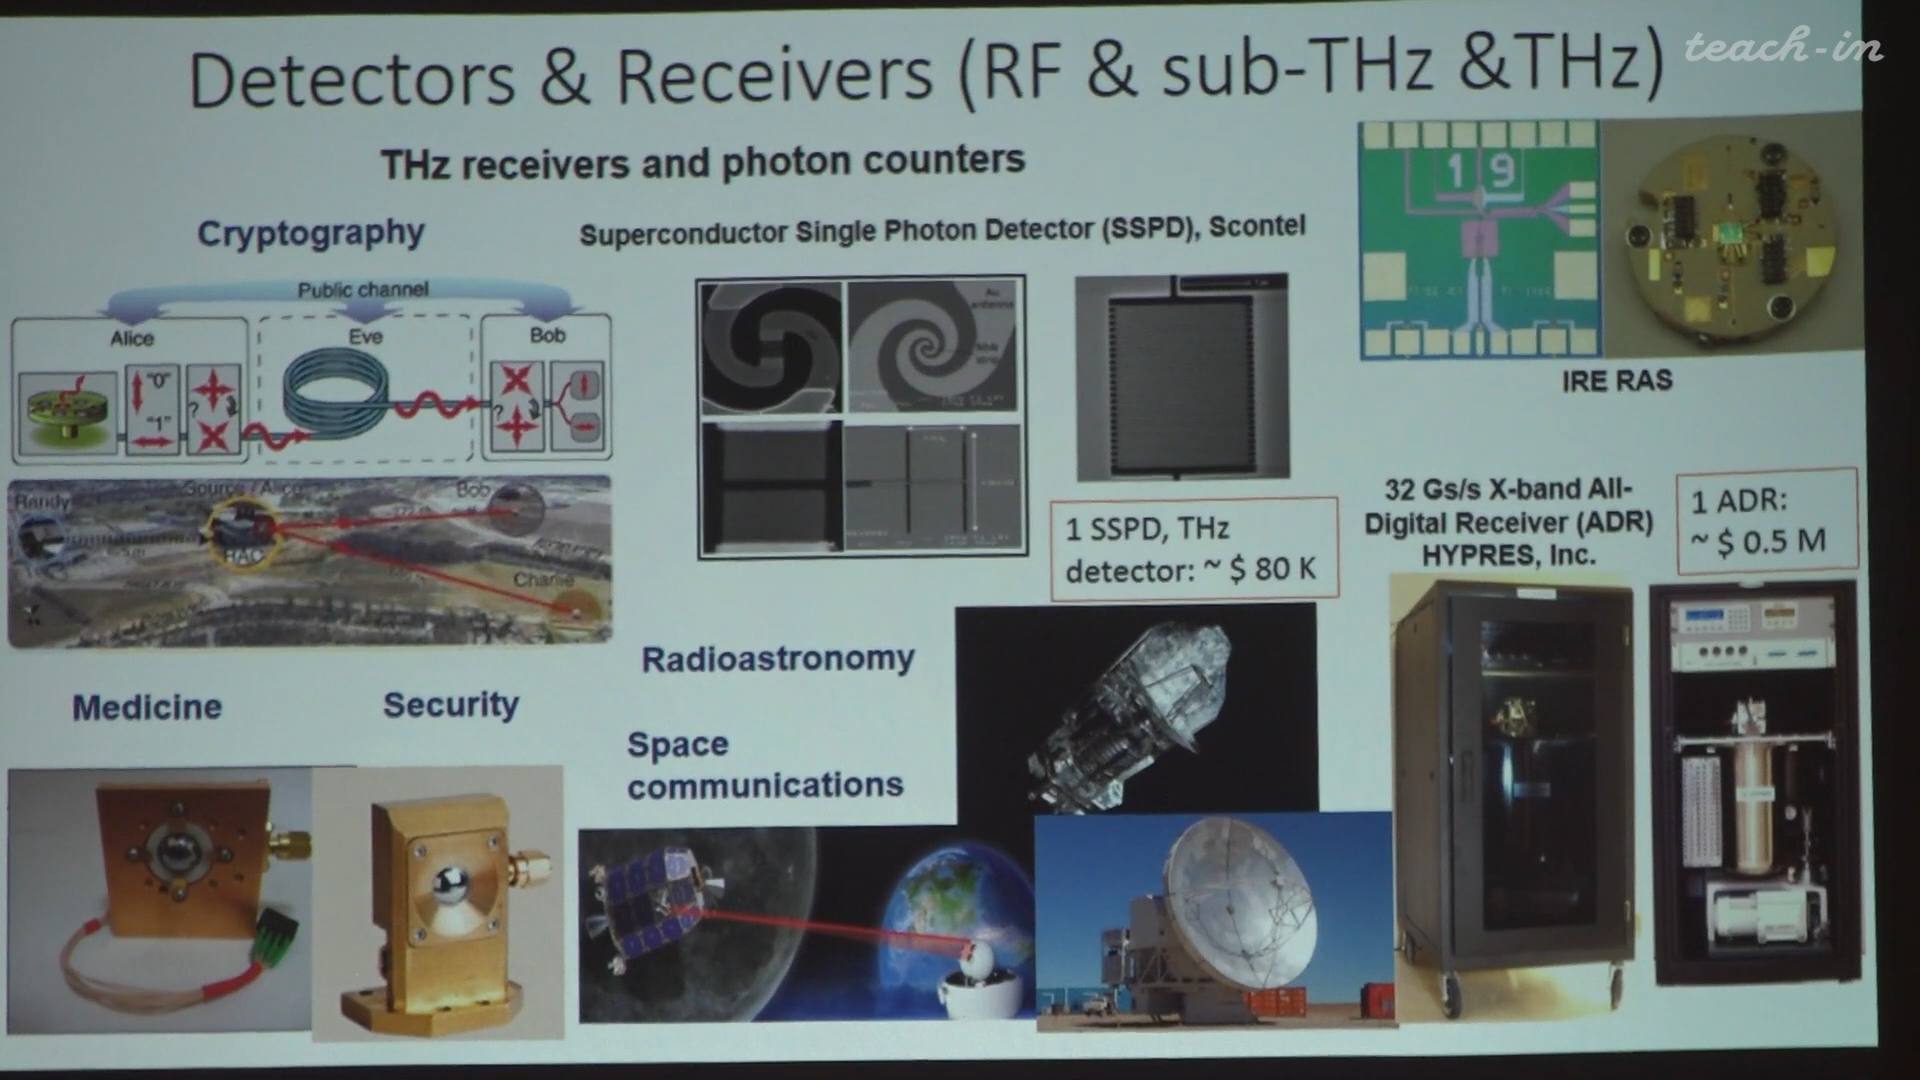 teach-in
Detectors & Receivers (RF & sub-THz &THz)
THz receivers and photon counters
Cryptography
Public channel
Alice
Eve
Bob
"0"
"1"
?
?
Randy
Source / Alice
Bob
Charlie
Superconductor Single Photon Detector (SSPD), Scontel
Au
antenna
1 SSPD, THz
detector: ~ $ 80 K
19
IRE RAS
32 Gs/s X-band All-
Digital Receiver (ADR)
HYPRES, Inc.
1 ADR:
~ $ 0.5 M
Medicine
Security
Radioastronomy
Space
communications